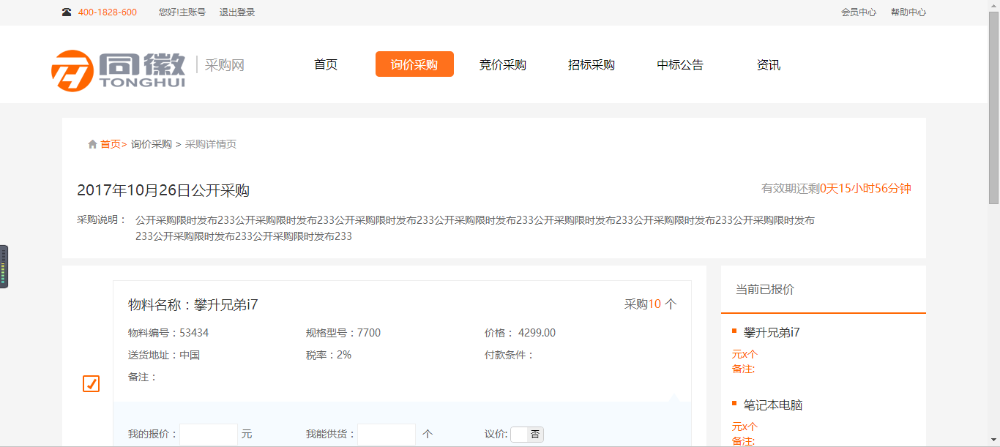 400-1828-600 您好!主账号 退出登录 会员中心 帮助中心
同徽 TONGHUI 采购网 首页 询价采购 竞价采购 招标采购 中标公告 资讯
首页> 询价采购 > 采购详情页
2017年10月26日公开采购 有效期还剩0天15小时56分钟
采购说明： 公开采购限时发布233公开采购限时发布233公开采购限时发布233公开采购限时发布233公开采购限时发布233公开采购限时发布233公开采购限时发布
233公开采购限时发布233公开采购限时发布233
物料名称：攀升兄弟i7 采购10 个
物料编号：53434 规格型号：7700 价格： 4299.00
送货地址：中国 税率：2% 付款条件：
备注：
我的报价： 元 我能供货： 个 议价: 否
当前已报价
攀升兄弟i7
元x个
备注:
笔记本电脑
元x个
备注: